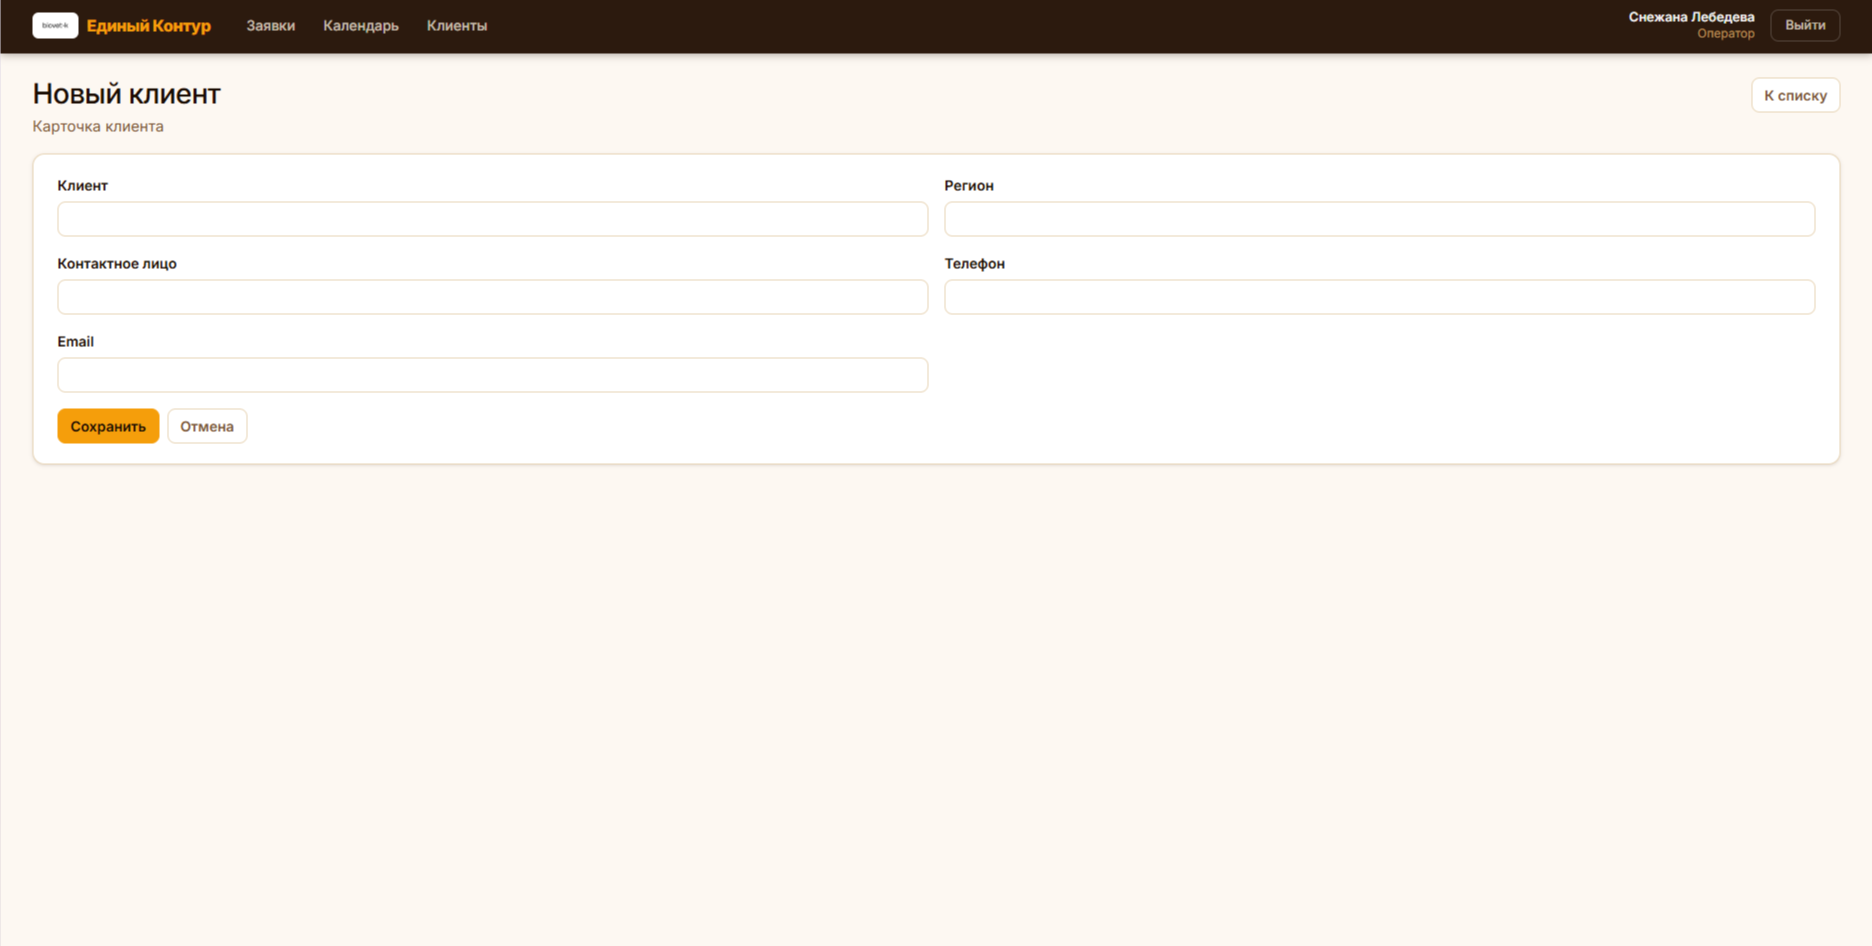 biovet-k
Единый Контур
Заявки
Календарь
Клиенты
Снежана Лебедева
Оператор
Выйти
Новый клиент
К списку
Карточка клиента
Клиент
Регион
Контактное лицо
Телефон
Email
Сохранить
Отмена